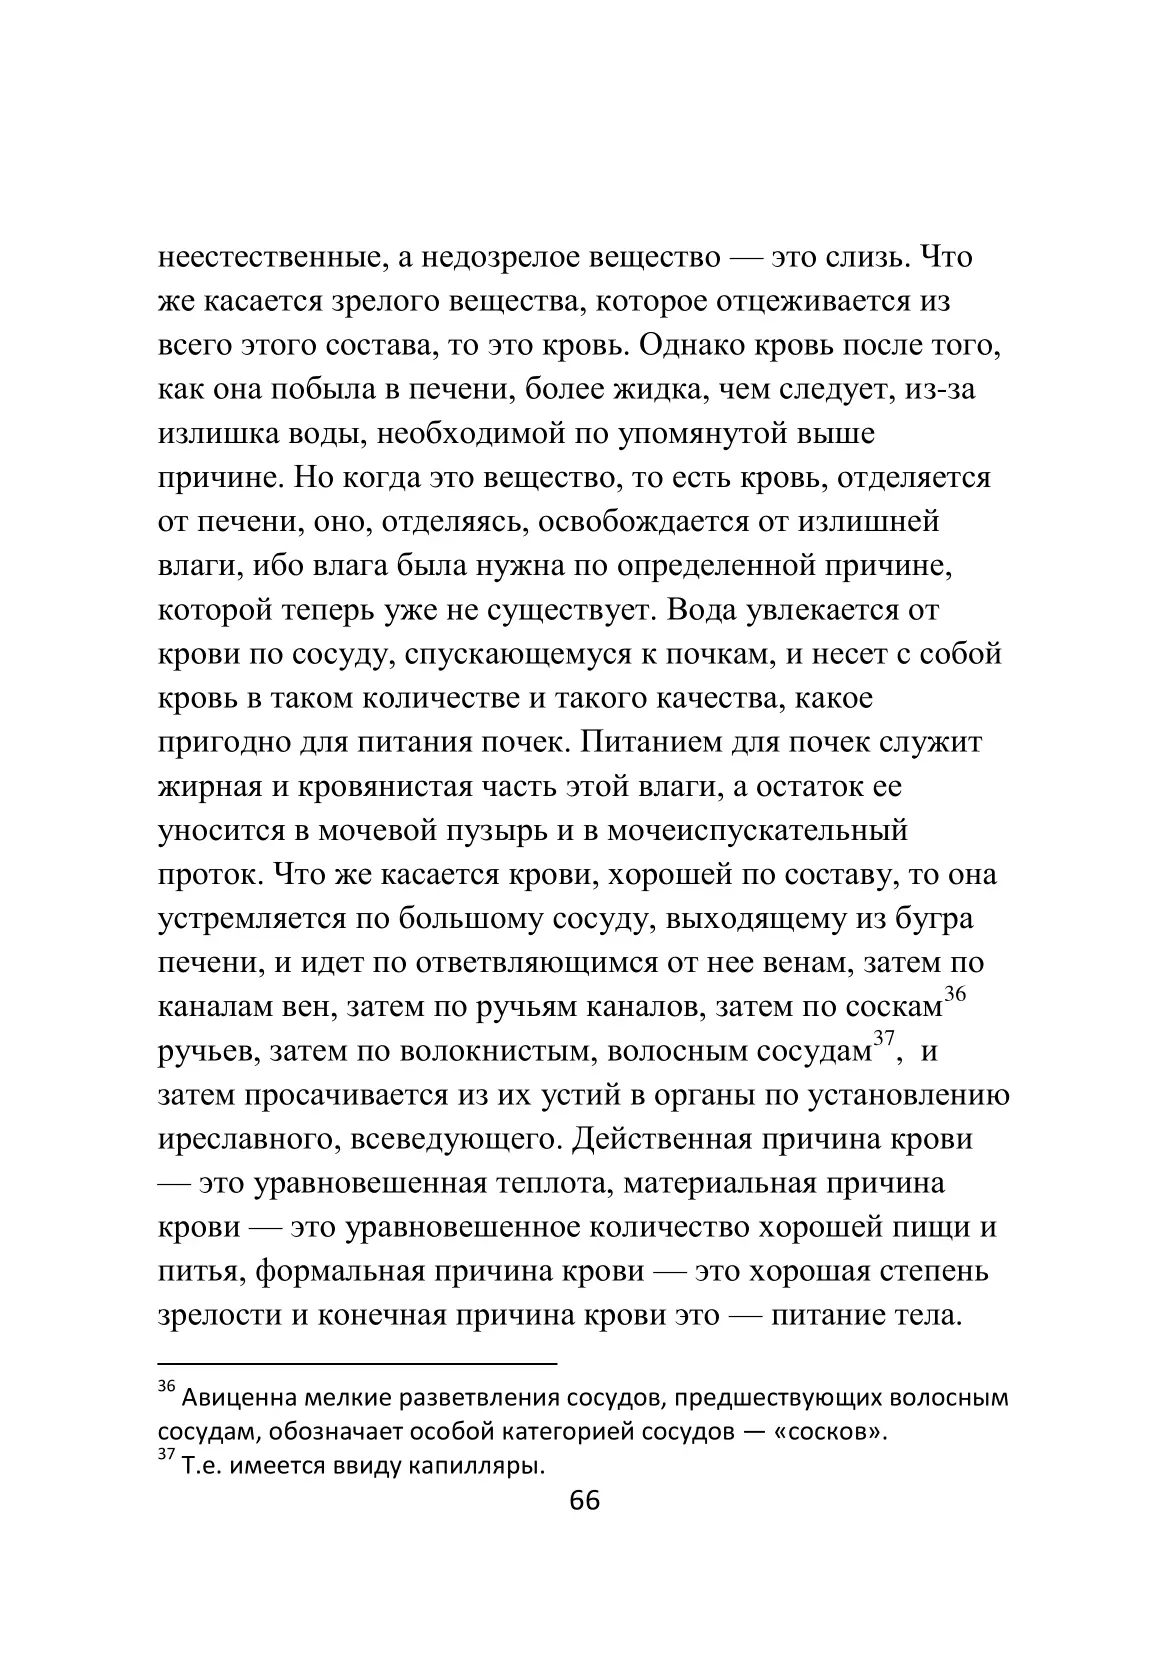 неестественные, а недозрелое вещество — это слизь. Что
же касается зрелого вещества, которое отцеживается из
всего этого состава, то это кровь. Однако кровь после того,
как она побыла в печени, более жидка, чем следует, из-за
излишка воды, необходимой по упомянутой выше
причине. Но когда это вещество, то есть кровь, отделяется
от печени, оно, отделяясь, освобождается от излишней
влаги, ибо влага была нужна по определенной причине,
которой теперь уже не существует. Вода увлекается от
крови по сосуду, спускающемуся к почкам, и несет с собой
кровь в таком количестве и такого качества, какое
пригодно для питания почек. Питанием для почек служит
жирная и кровянистая часть этой влаги, а остаток ее
уносится в мочевой пузырь и в мочеиспускательный
проток. Что же касается крови, хорошей по составу, то она
устремляется по большому сосуду, выходящему из бугра
печени, и идет по ответвляющимся от нее венам, затем по
каналам вен, затем по ручьям каналов, затем по соскам36
ручьев, затем по волокнистым, волосным сосудам37, и
затем просачивается из их устий в органы по установлению
иреславного, всеведующего. Действенная причина крови
— это уравновешенная теплота, материальная причина
крови — это уравновешенное количество хорошей пищи и
питья, формальная причина крови — это хорошая степень
зрелости и конечная причина крови это — питание тела.
36 Авиценна мелкие разветвления сосудов, предшествующих волосным
сосудам, обозначает особой категорией сосудов — «сосков».
37 Т.е. имеется ввиду капилляры.
66